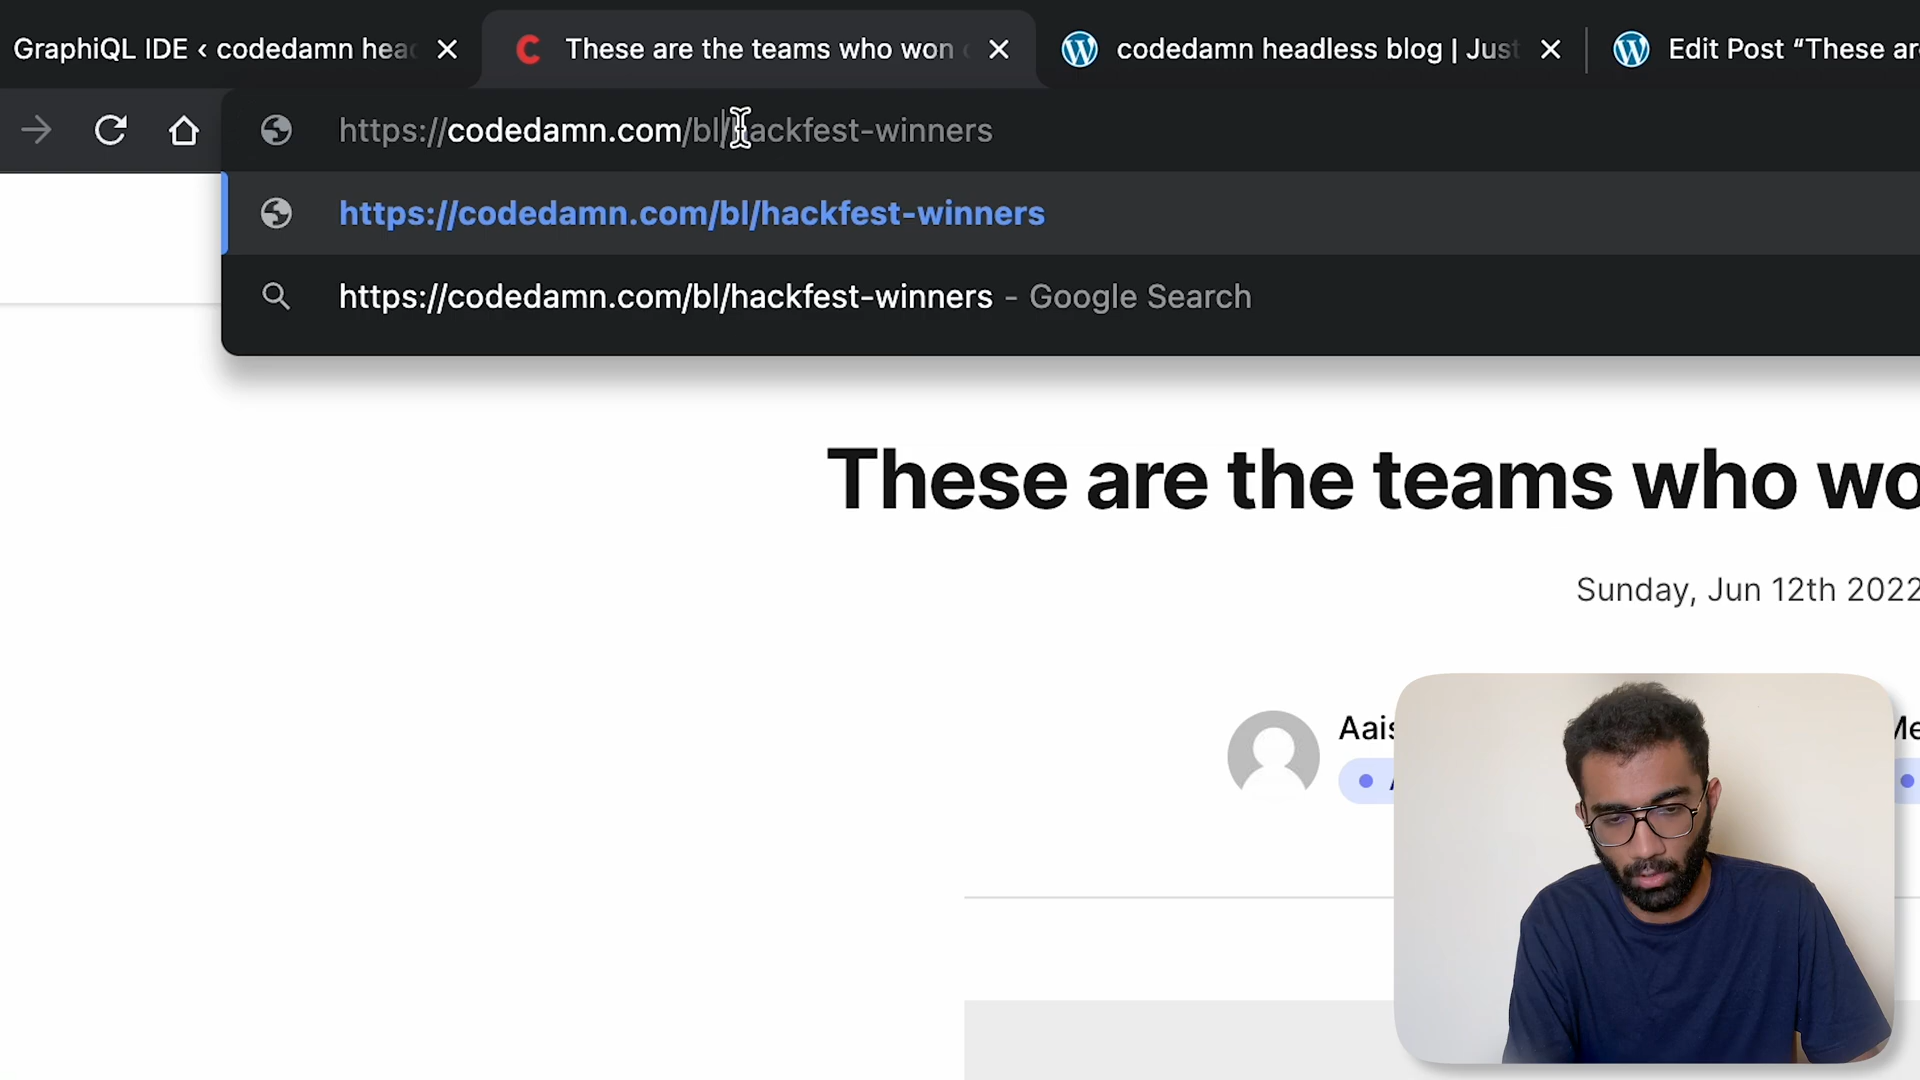 GraphiQL IDE ‹ codedamn hea
These are the teams who won
codedamn headless blog | Just
Edit Post “These ar
https://codedamn.com/bl/hackfest-winners
https://codedamn.com/bl/hackfest-winners
https://codedamn.com/bl/hackfest-winners - Google Search
These are the teams who wo
Sunday, Jun 12th 2022
Aais
Me